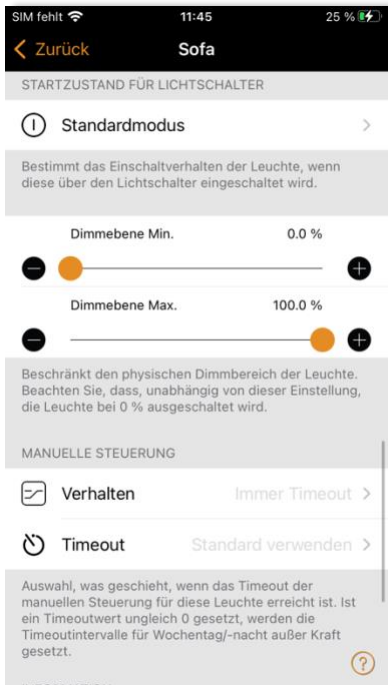 SIM fehlt 11:45 25 %
Zurück Sofa
STARTZUSTAND FÜR LICHTSCHALTER
Standardmodus
Bestimmt das Einschaltverhalten der Leuchte, wenn
diese über den Lichtschalter eingeschaltet wird.
Dimmebene Min. 0.0 %
Dimmebene Max. 100.0 %
Beschränkt den physischen Dimmbereich der Leuchte.
Beachten Sie, dass, unabhängig von dieser Einstellung,
die Leuchte bei 0 % ausgeschaltet wird.
MANUELLE STEUERUNG
Verhalten Immer Timeout
Timeout Standard verwenden
Auswahl, was geschieht, wenn das Timeout der
manuellen Steuerung für diese Leuchte erreicht ist. Ist
ein Timeoutwert ungleich 0 gesetzt, werden die
Timeoutintervalle für Wochentag/-nacht außer Kraft
gesetzt.
?